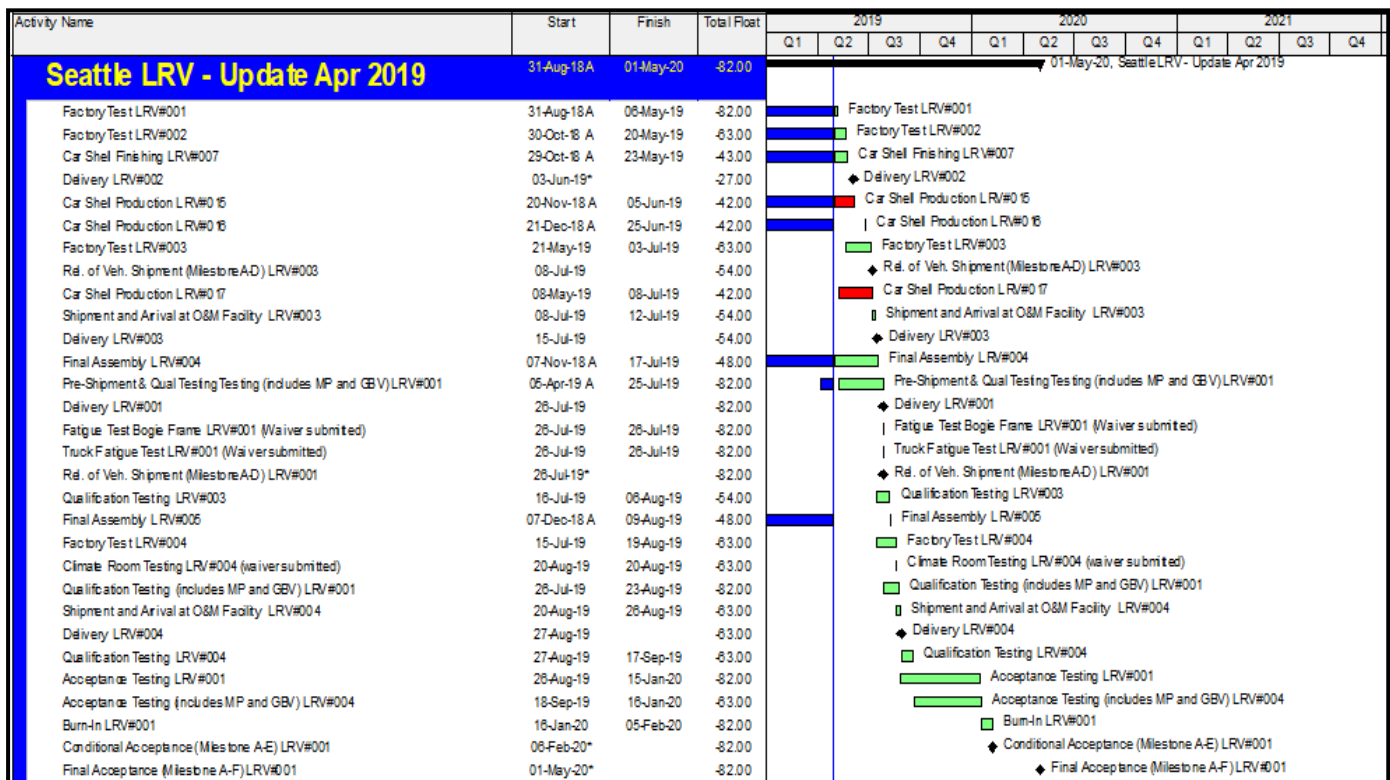 Activity Name Start Finish Total Float 2019 2020 2021
Q1 Q2 Q3 Q4 Q1 Q2 Q3 Q4 Q1 Q2 Q3 Q4
Seattle LRV - Update Apr 2019 31-Aug-18 A 01-May-20 -82.00 01-May-20, Seattle LRV - Update Apr 2019
Factory Test LRV#001 31-Aug-18 A 06-May-19 -82.00 Factory Test LRV#001
Factory Test LRV#002 30-Oct-18 A 20-May-19 -63.00 Factory Test LRV#002
Car Shell Finishing LRV#007 29-Oct-18 A 23-May-19 -43.00 Car Shell Finishing LRV#007
Delivery LRV#002 03-Jun-19* -27.00 Delivery LRV#002
Car Shell Production LRV#015 20-Nov-18 A 05-Jun-19 -42.00 Car Shell Production LRV#015
Car Shell Production LRV#016 21-Dec-18 A 25-Jun-19 -42.00 Car Shell Production LRV#016
Factory Test LRV#003 21-May-19 03-Jul-19 -63.00 Factory Test LRV#003
Rel. of Veh. Shipment (Milestone A-D) LRV#003 08-Jul-19 -54.00 Rel. of Veh. Shipment (Milestone A-D) LRV#003
Car Shell Production LRV#017 08-May-19 08-Jul-19 -42.00 Car Shell Production LRV#017
Shipment and Arrival at O&M Facility LRV#003 08-Jul-19 12-Jul-19 -54.00 Shipment and Arrival at O&M Facility LRV#003
Delivery LRV#003 15-Jul-19 -54.00 Delivery LRV#003
Final Assembly LRV#004 07-Nov-18 A 17-Jul-19 -48.00 Final Assembly LRV#004
Pre-Shipment & Qual Testing Testing (includes MP and GBV) LRV#001 05-Apr-19 A 25-Jul-19 -82.00 Pre-Shipment & Qual Testing Testing (includes MP and GBV) LRV#001
Delivery LRV#001 26-Jul-19 -82.00 Delivery LRV#001
Fatigue Test Bogie Frame LRV#001 (Waiver submitted) 26-Jul-19 26-Jul-19 -82.00 Fatigue Test Bogie Frame LRV#001 (Waiver submitted)
Truck Fatigue Test LRV#001 (Waiver submitted) 26-Jul-19 26-Jul-19 -82.00 Truck Fatigue Test LRV#001 (Waiver submitted)
Rel. of Veh. Shipment (Milestone A-D) LRV#001 26-Jul-19* -82.00 Rel. of Veh. Shipment (Milestone A-D) LRV#001
Qualification Testing LRV#003 16-Jul-19 06-Aug-19 -54.00 Qualification Testing LRV#003
Final Assembly LRV#005 07-Dec-18 A 09-Aug-19 -48.00 Final Assembly LRV#005
Factory Test LRV#004 15-Jul-19 19-Aug-19 -63.00 Factory Test LRV#004
Climate Room Testing LRV#004 (waiver submitted) 20-Aug-19 20-Aug-19 -63.00 Climate Room Testing LRV#004 (waiver submitted)
Qualification Testing (includes MP and GBV) LRV#001 26-Jul-19 23-Aug-19 -82.00 Qualification Testing (includes MP and GBV) LRV#001
Shipment and Arrival at O&M Facility LRV#004 20-Aug-19 26-Aug-19 -63.00 Shipment and Arrival at O&M Facility LRV#004
Delivery LRV#004 27-Aug-19 -63.00 Delivery LRV#004
Qualification Testing LRV#004 27-Aug-19 17-Sep-19 -63.00 Qualification Testing LRV#004
Acceptance Testing LRV#001 26-Aug-19 15-Jan-20 -82.00 Acceptance Testing LRV#001
Acceptance Testing (includes MP and GBV) LRV#004 18-Sep-19 16-Jan-20 -63.00 Acceptance Testing (includes MP and GBV) LRV#004
Burn-In LRV#001 16-Jan-20 05-Feb-20 -82.00 Burn-In LRV#001
Conditional Acceptance (Milestone A-E) LRV#001 06-Feb-20* -82.00 Conditional Acceptance (Milestone A-E) LRV#001
Final Acceptance (Milestone A-F) LRV#001 01-May-20* -82.00 Final Acceptance (Milestone A-F) LRV#001